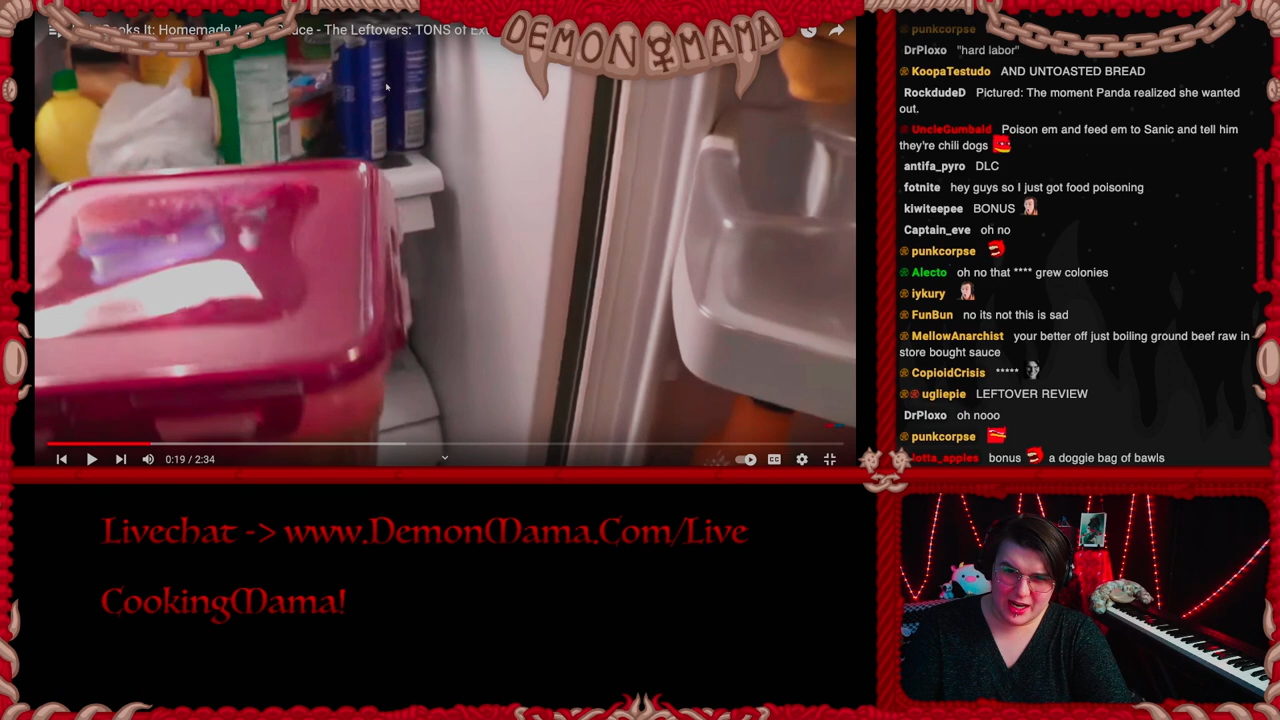 ooks It: Homemade It uce - The Leftovers: TONS of Ex
DEMON MAMA
0:19 / 2:34
CC
Livechat -> www.DemonMama.Com/Live
CookingMama!
punkcorpse
DrPloxo "hard labor"
KoopaTestudo AND UNTOASTED BREAD
RockdudeD Pictured: The moment Panda realized she wanted
out.
UncleGumbald Poison em and feed em to Sanic and tell him
they're chili dogs
antifa_pyro DLC
fotnite hey guys so I just got food poisoning
kiwiteepee BONUS
Captain_eve oh no
punkcorpse
Alecto oh no that **** grew colonies
iykury
FunBun no its not this is sad
MellowAnarchist your better off just boiling ground beef raw in
store bought sauce
CopioidCrisis *****
ugliepie LEFTOVER REVIEW
DrPloxo oh nooo
punkcorpse
lotta_apples bonus a doggie bag of bawls